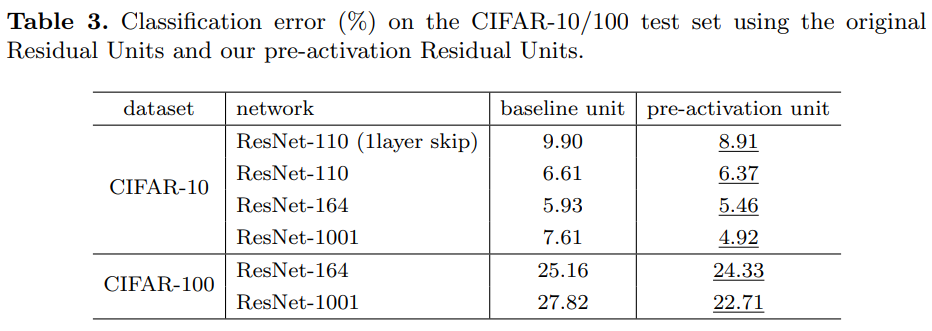 Table 3. Classification error (%) on the CIFAR-10/100 test set using the original
Residual Units and our pre-activation Residual Units.
dataset network baseline unit pre-activation unit
CIFAR-10
ResNet-110 (1layer skip) 9.90 8.91
ResNet-110 6.61 6.37
ResNet-164 5.93 5.46
ResNet-1001 7.61 4.92
CIFAR-100
ResNet-164 25.16 24.33
ResNet-1001 27.82 22.71